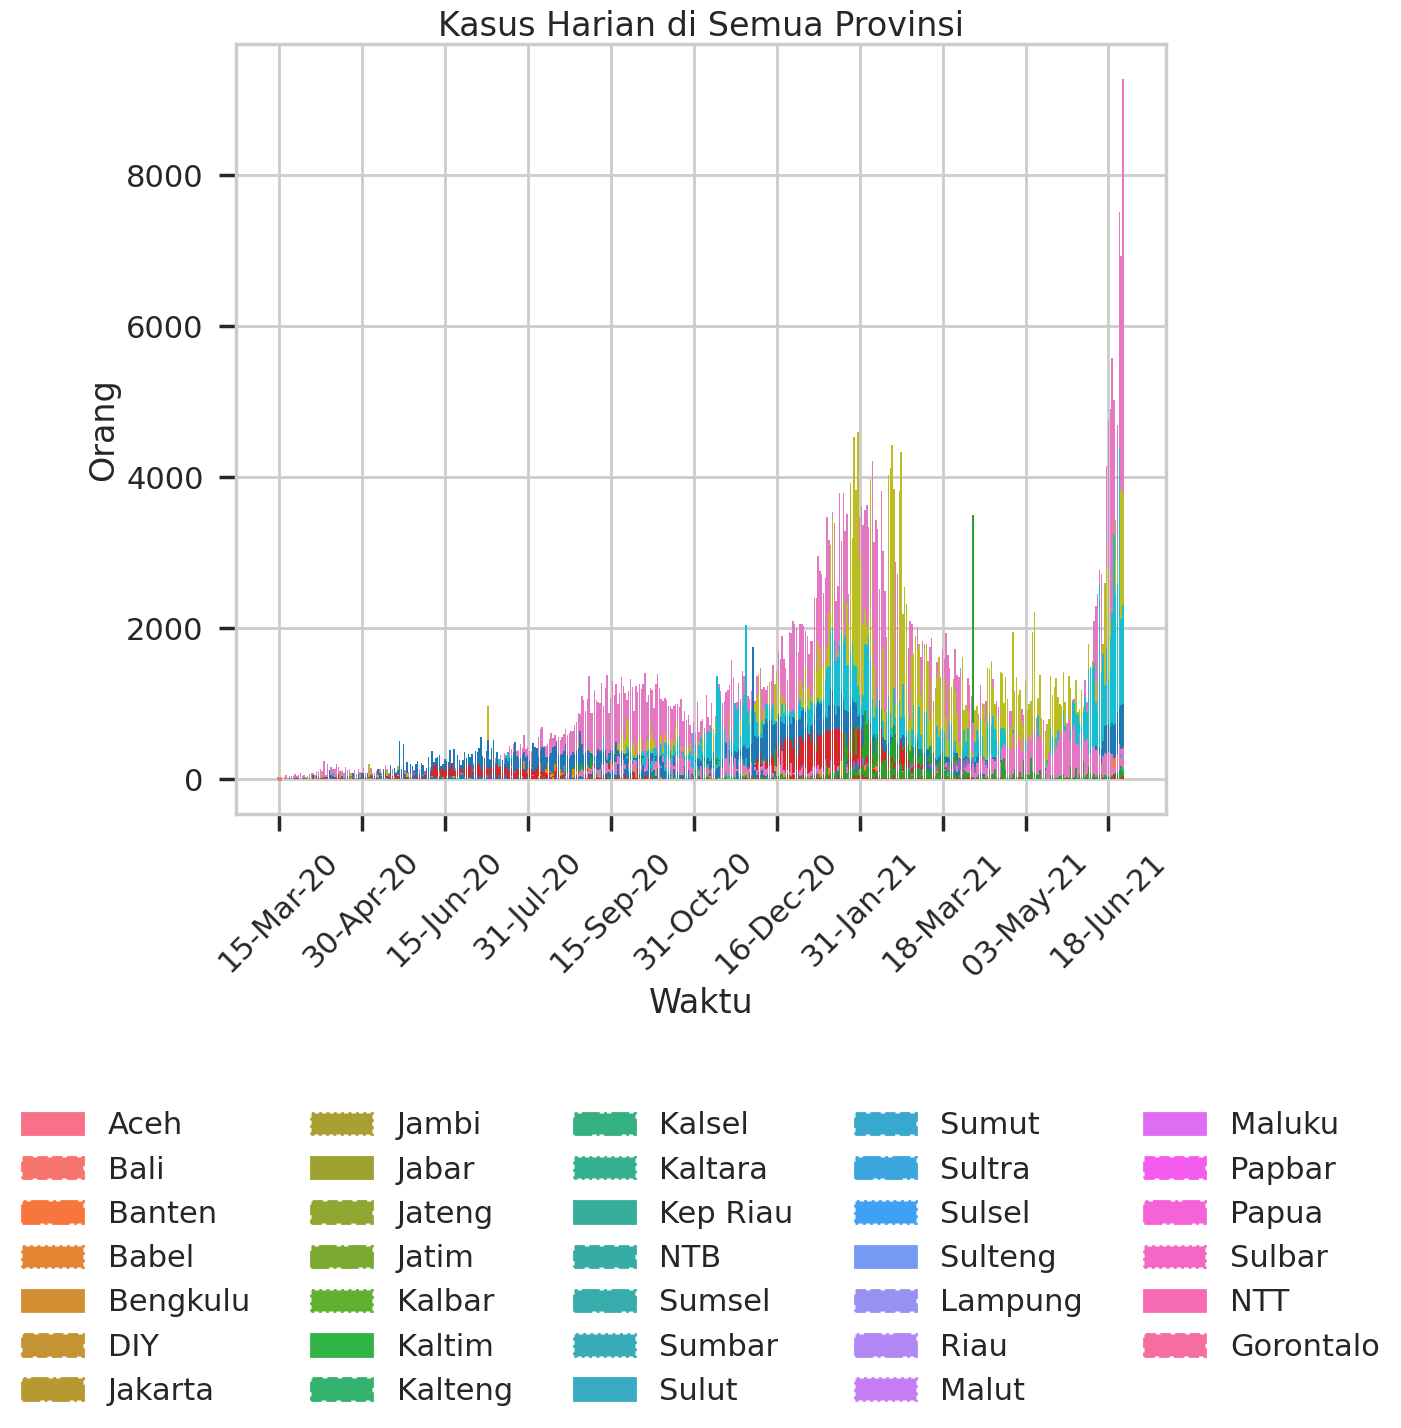 Kasus Harian di Semua Provinsi
8000
6000
4000
2000
0
Orang
15-Mar-20
30-Apr-20
15-Jun-20
31-Jul-20
15-Sep-20
31-Oct-20
16-Dec-20
31-Jan-21
18-Mar-21
03-May-21
18-Jun-21
Waktu
Aceh
Bali
Banten
Babel
Bengkulu
DIY
Jakarta
Jambi
Jabar
Jateng
Jatim
Kalbar
Kaltim
Kalteng
Kalsel
Kaltara
Kep Riau
NTB
Sumsel
Sumbar
Sulut
Sumut
Sultra
Sulsel
Sulteng
Lampung
Riau
Malut
Maluku
Papbar
Papua
Sulbar
NTT
Gorontalo